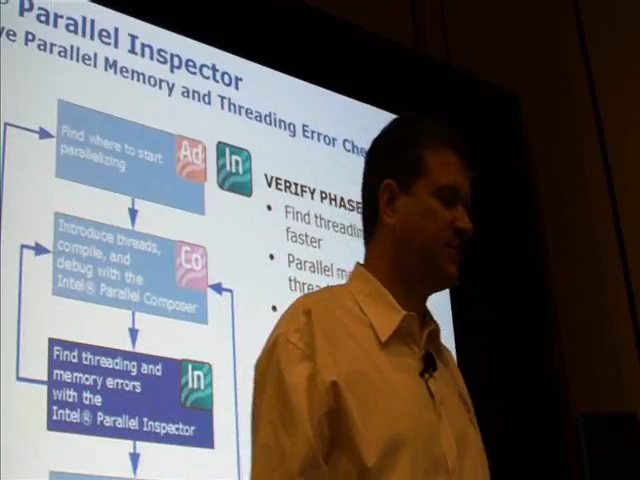 Parallel Inspector
Parallel Memory and Threading Error Che
Find where to start
parallelizing
Ad
In
VERIFY PHASE
• Find threadin
faster
• Parallel
Introduce threads,
compile, and
debug with the
Intel® Parallel Composer
Co
Find threading and
memory errors
with the
Intel® Parallel Inspector
In